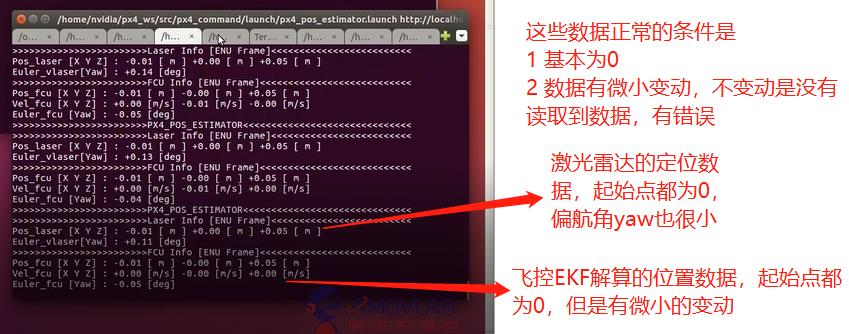 /home/nvidia/px4_ws/src/px4_command/launch/px4_pos_estimator.launch http://localho
/o... × /h... × /h... × /h... × /h... Ter... × /h... × /h... × /h... ×
>>>>>>>>>>>>>>>>>>>>>>>>Laser Info [ENU Frame]<<<<<<<<<<<<<<<<<<<<<<<<<
Pos_laser [X Y Z] : -0.01 [ m ] +0.00 [ m ] +0.05 [ m ]
Euler_vlaser[Yaw] : +0.14 [deg]
>>>>>>>>>>>>>>>>>>>>>>>>FCU Info [ENU Frame]<<<<<<<<<<<<<<<<<<<<<<<<<
Pos_fcu [X Y Z] : -0.01 [ m ] -0.00 [ m ] +0.05 [ m ]
Vel_fcu [X Y Z] : +0.00 [m/s] -0.01 [m/s] -0.00 [m/s]
Euler_fcu [Yaw] : -0.05 [deg]
>>>>>>>>>>>>>>>>>>>>>>>>PX4_POS_ESTIMATOR<<<<<<<<<<<<<<<<<<<<<<<<<
>>>>>>>>>>>>>>>>>>>>>>>>Laser Info [ENU Frame]<<<<<<<<<<<<<<<<<<<<<<<<<
Pos_laser [X Y Z] : -0.01 [ m ] +0.00 [ m ] +0.05 [ m ]
Euler_vlaser[Yaw] : +0.13 [deg]
>>>>>>>>>>>>>>>>>>>>>>>>FCU Info [ENU Frame]<<<<<<<<<<<<<<<<<<<<<<<<<
Pos_fcu [X Y Z] : -0.01 [ m ] -0.00 [ m ] +0.05 [ m ]
Vel_fcu [X Y Z] : +0.00 [m/s] -0.01 [m/s] +0.00 [m/s]
Euler_fcu [Yaw] : -0.04 [deg]
>>>>>>>>>>>>>>>>>>>>>>>>PX4_POS_ESTIMATOR<<<<<<<<<<<<<<<<<<<<<<<<<
>>>>>>>>>>>>>>>>>>>>>>>>Laser Info [ENU Frame]<<<<<<<<<<<<<<<<<<<<<<<<<
Pos_laser [X Y Z] : -0.01 [ m ] -0.00 [ m ] +0.05 [ m ]
Euler_vlaser[Yaw] : +0.11 [deg]
>>>>>>>>>>>>>>>>>>>>>>>>FCU Info [ENU Frame]<<<<<<<<<<<<<<<<<<<<<<<<<
Pos_fcu [X Y Z] : -0.01 [ m ] -0.00 [ m ] +0.05 [ m ]
Vel_fcu [X Y Z] : +0.00 [m/s] -0.00 [m/s] +0.00 [m/s]
Euler_fcu [Yaw] : -0.05 [deg]
这些数据正常的条件是
1 基本为0
2 数据有微小变动，不变动是没有
读取到数据，有错误
激光雷达的定位数
据，起始点都为0，
偏航角yaw也很小
飞控EKF解算的位置数据，起始点都
为0，但是有微小的变动